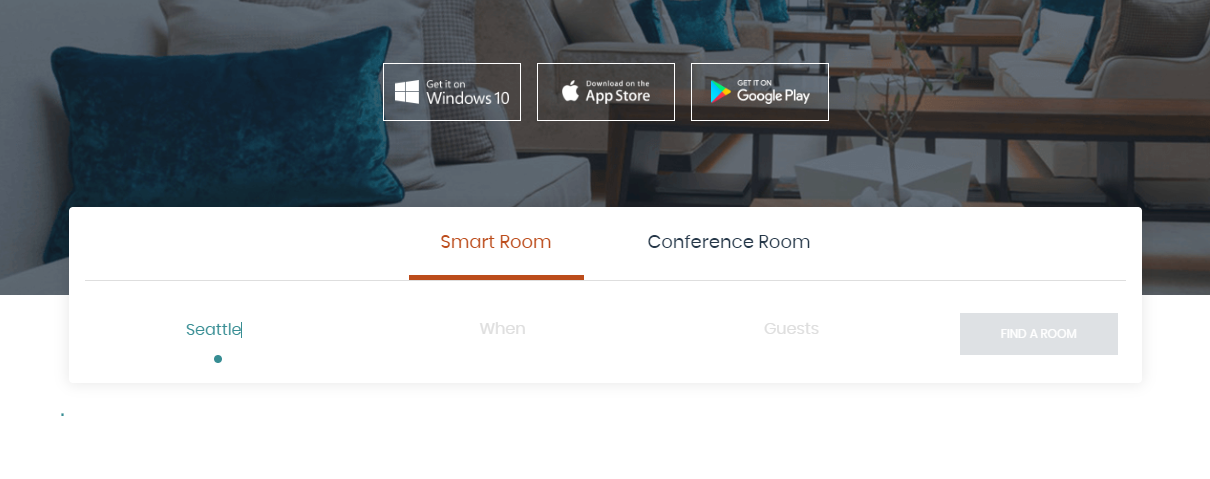 Get it on
Windows 10
Download on the
App Store
GET IT ON
Google Play
Smart Room
Conference Room
Seattle
When
Guests
FIND A ROOM